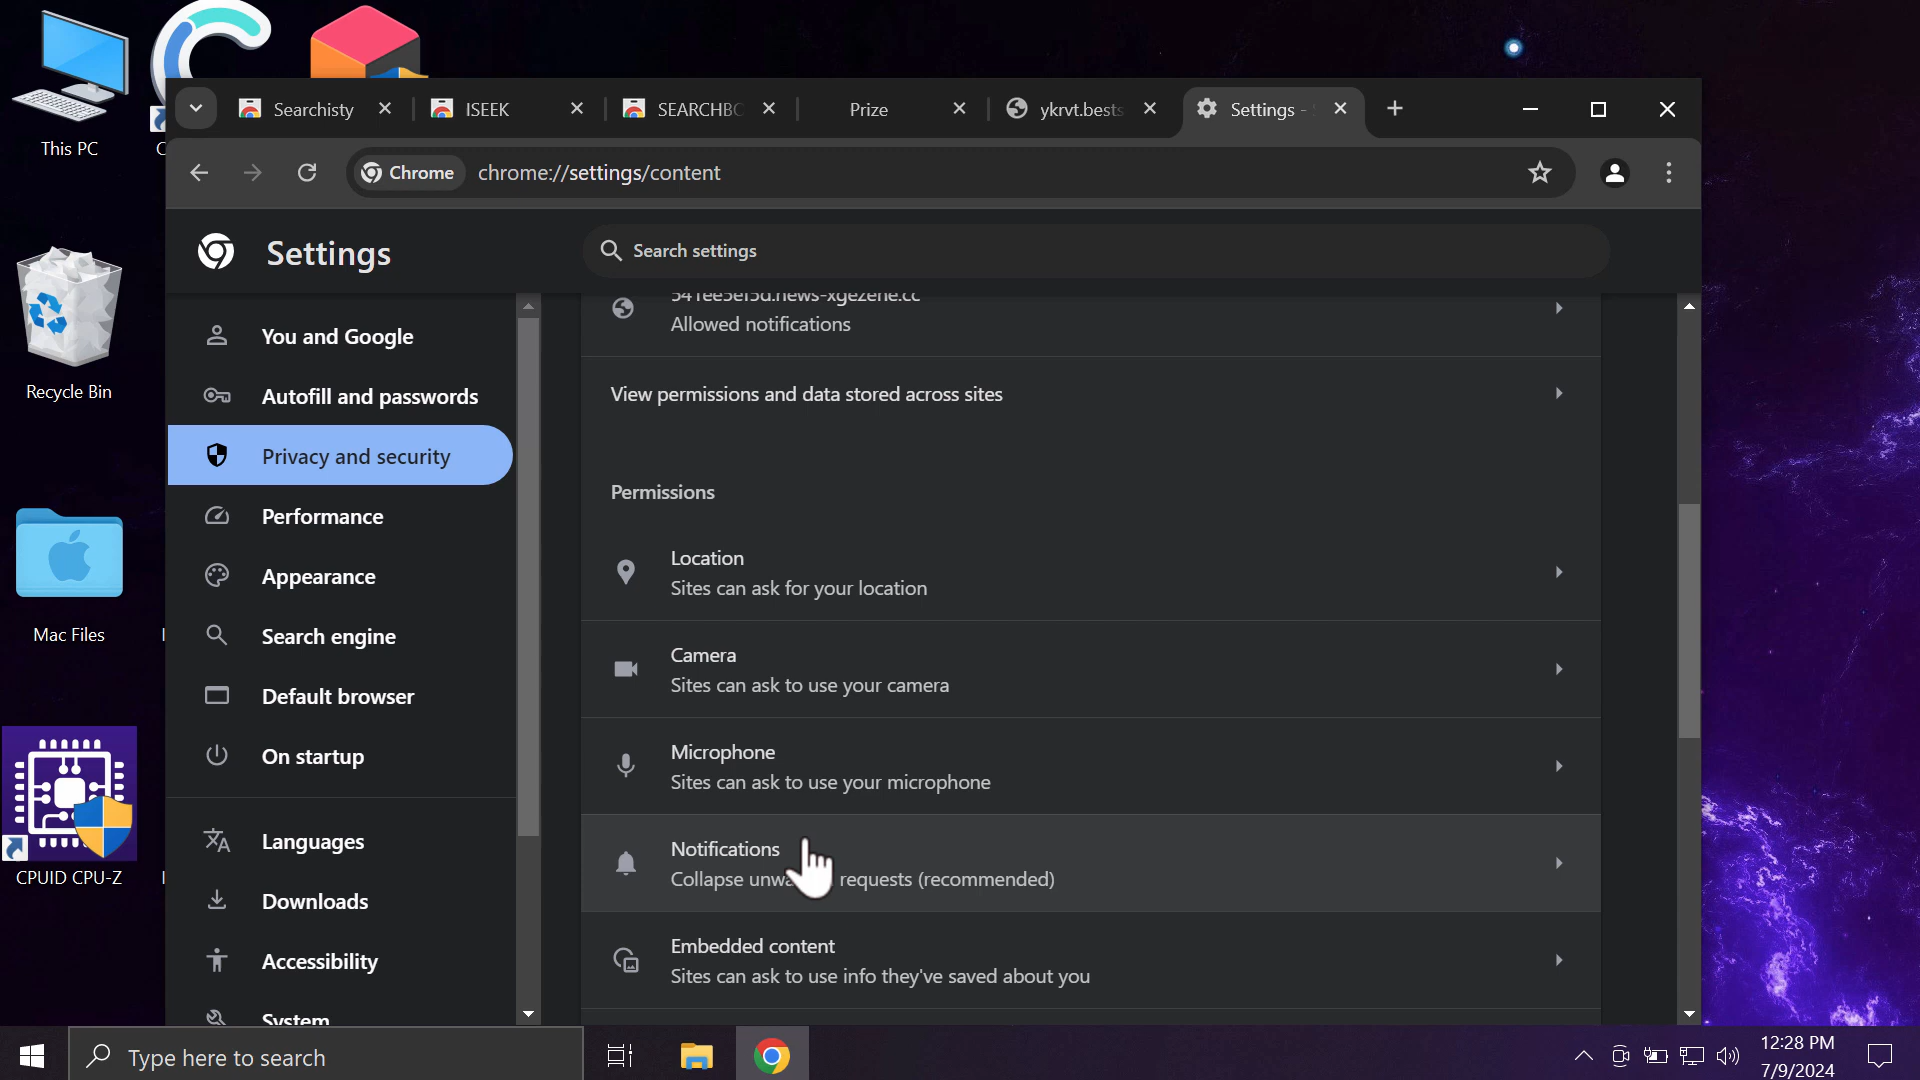 This PC
C
Searchisty
ISEEK
SEARCHBC
Prize
ykrvt.bests
Settings -
Chrome
chrome://settings/content
Settings
Search settings
You and Google
Autofill and passwords
Privacy and security
Performance
Appearance
Search engine
Default browser
On startup
Languages
Downloads
Accessibility
System
Allowed notifications
View permissions and data stored across sites
Permissions
Location
Sites can ask for your location
Camera
Sites can ask to use your camera
Microphone
Sites can ask to use your microphone
Notifications
Collapse requests (recommended)
Embedded content
Sites can ask to use info they've saved about you
Recycle Bin
Mac Files
CPUID CPU-Z
Type here to search
12:28 PM
7/9/2024